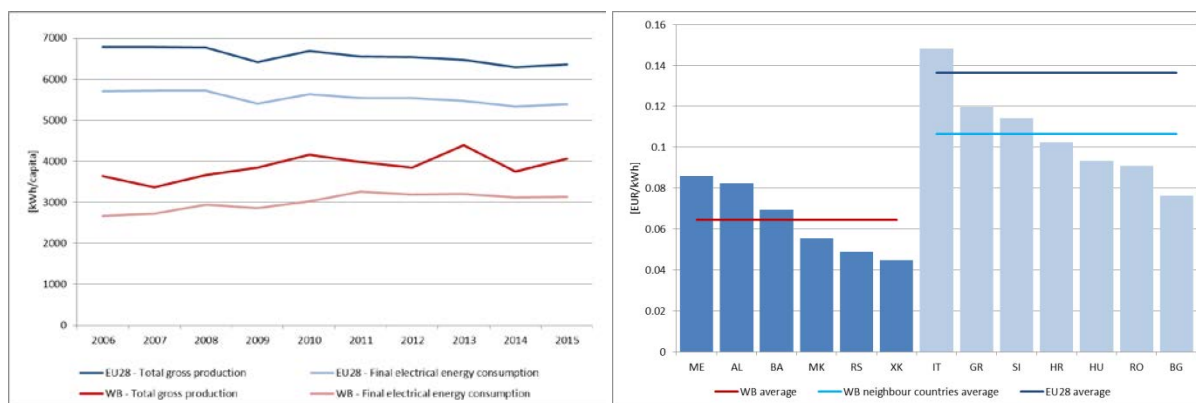 [kWh/capita]
7000
6000
5000
4000
3000
2000
1000
0
2006 2007 2008 2009 2010 2011 2012 2013 2014 2015
EU28 - Total gross production EU28 - Final electrical energy consumption
WB - Total gross production WB - Final electrical energy consumption
[EUR/kWh]
0.16
0.14
0.12
0.1
0.08
0.06
0.04
0.02
0
ME AL BA MK RS XK IT GR SI HR HU RO BG
WB average WB neighbour countries average EU28 average